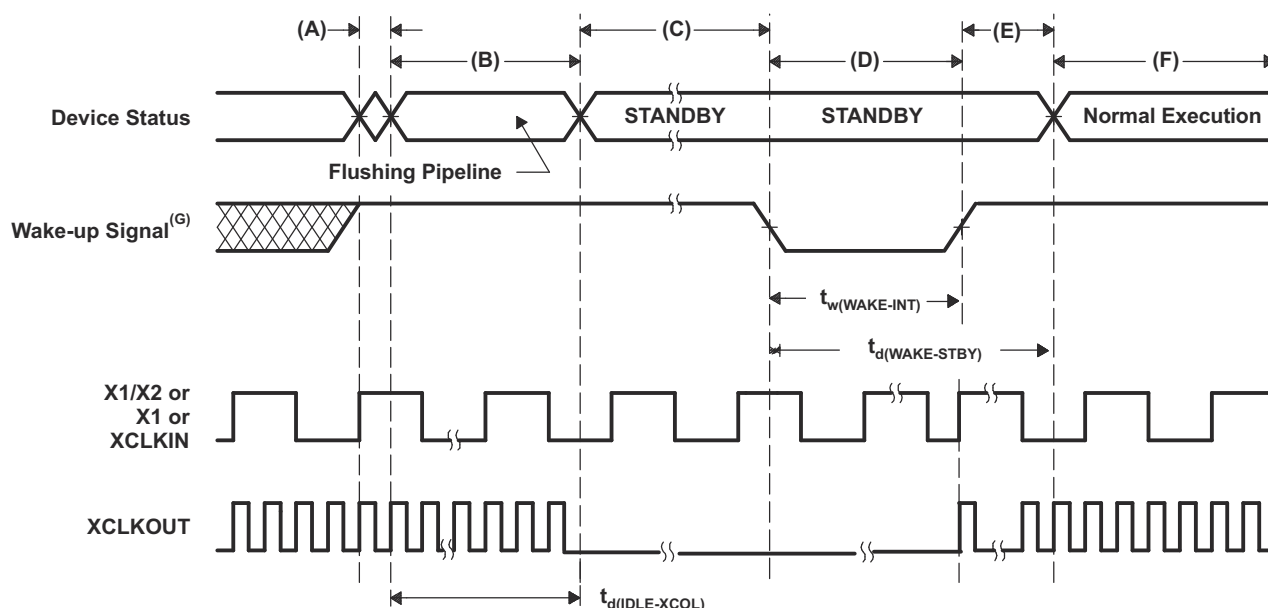 (A)
(B)
(C)
(D)
(E)
(F)
Device Status
STANDBY
STANDBY
Normal Execution
Flushing Pipeline
Wake-up Signal(G)
tw(WAKE-INT)
td(WAKE-STBY)
X1/X2 or
X1 or
XCLKIN
XCLKOUT
td(IDLE-XCOL)